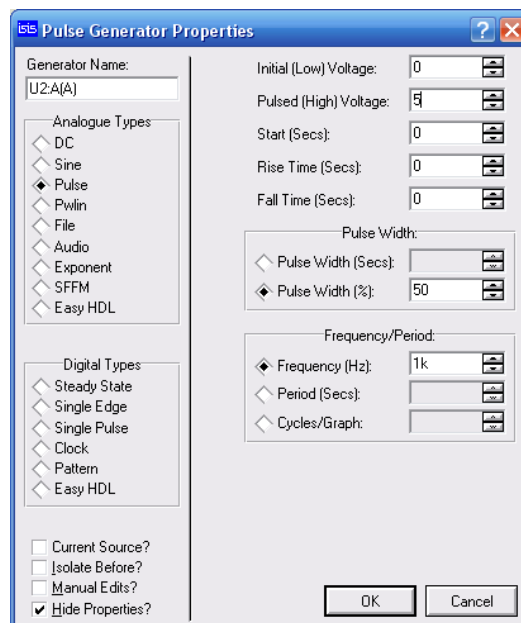 isis Pulse Generator Properties
Generator Name:
U2:A(A)
Analogue Types
DC
Sine
Pulse
Pwlin
File
Audio
Exponent
SFFM
Easy HDL
Digital Types
Steady State
Single Edge
Single Pulse
Clock
Pattern
Easy HDL
Current Source?
Isolate Before?
Manual Edits?
Hide Properties?
Initial (Low) Voltage: 0
Pulsed (High) Voltage: 5
Start (Secs): 0
Rise Time (Secs): 0
Fall Time (Secs): 0
Pulse Width:
Pulse Width (Secs):
Pulse Width (%): 50
Frequency/Period:
Frequency (Hz): 1k
Period (Secs):
Cycles/Graph:
OK Cancel